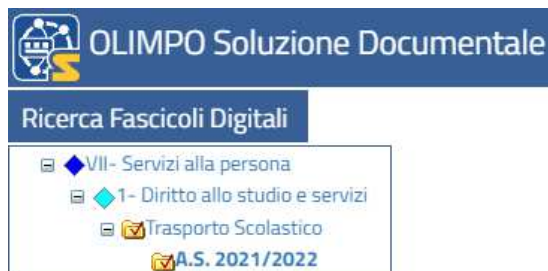 OLIMPO Soluzione Documentale
Ricerca Fascicoli Digitali
VII- Servizi alla persona
1- Diritto allo studio e servizi
Trasporto Scolastico
A.S. 2021/2022